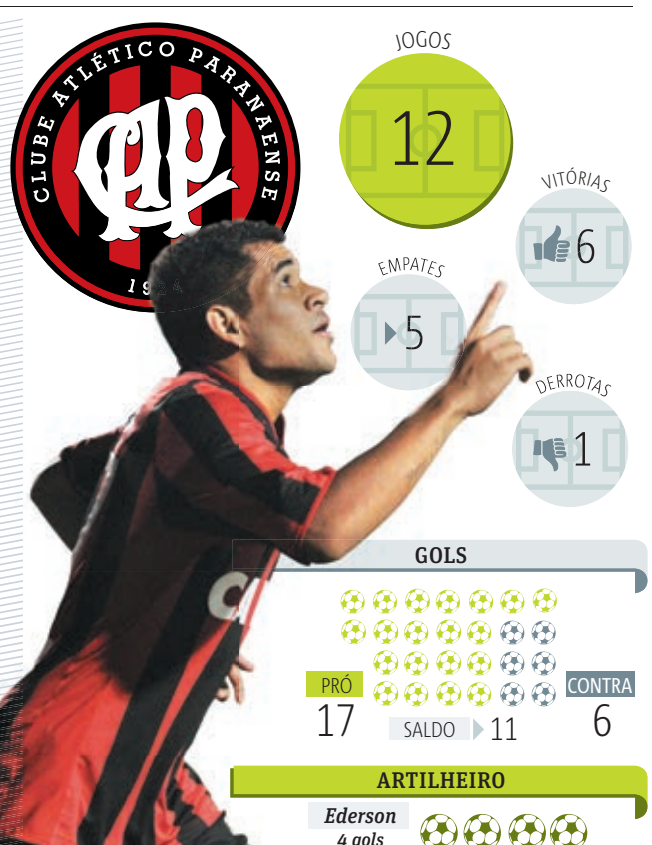 CLUBE ATLÉTICO PARANAENSE
CAP
1924
JOGOS
12
VITÓRIAS
6
EMPATES
5
DERROTAS
1
GOLS
PRÓ
17
SALDO 11
CONTRA
6
ARTILHEIRO
Ederson
4 gols